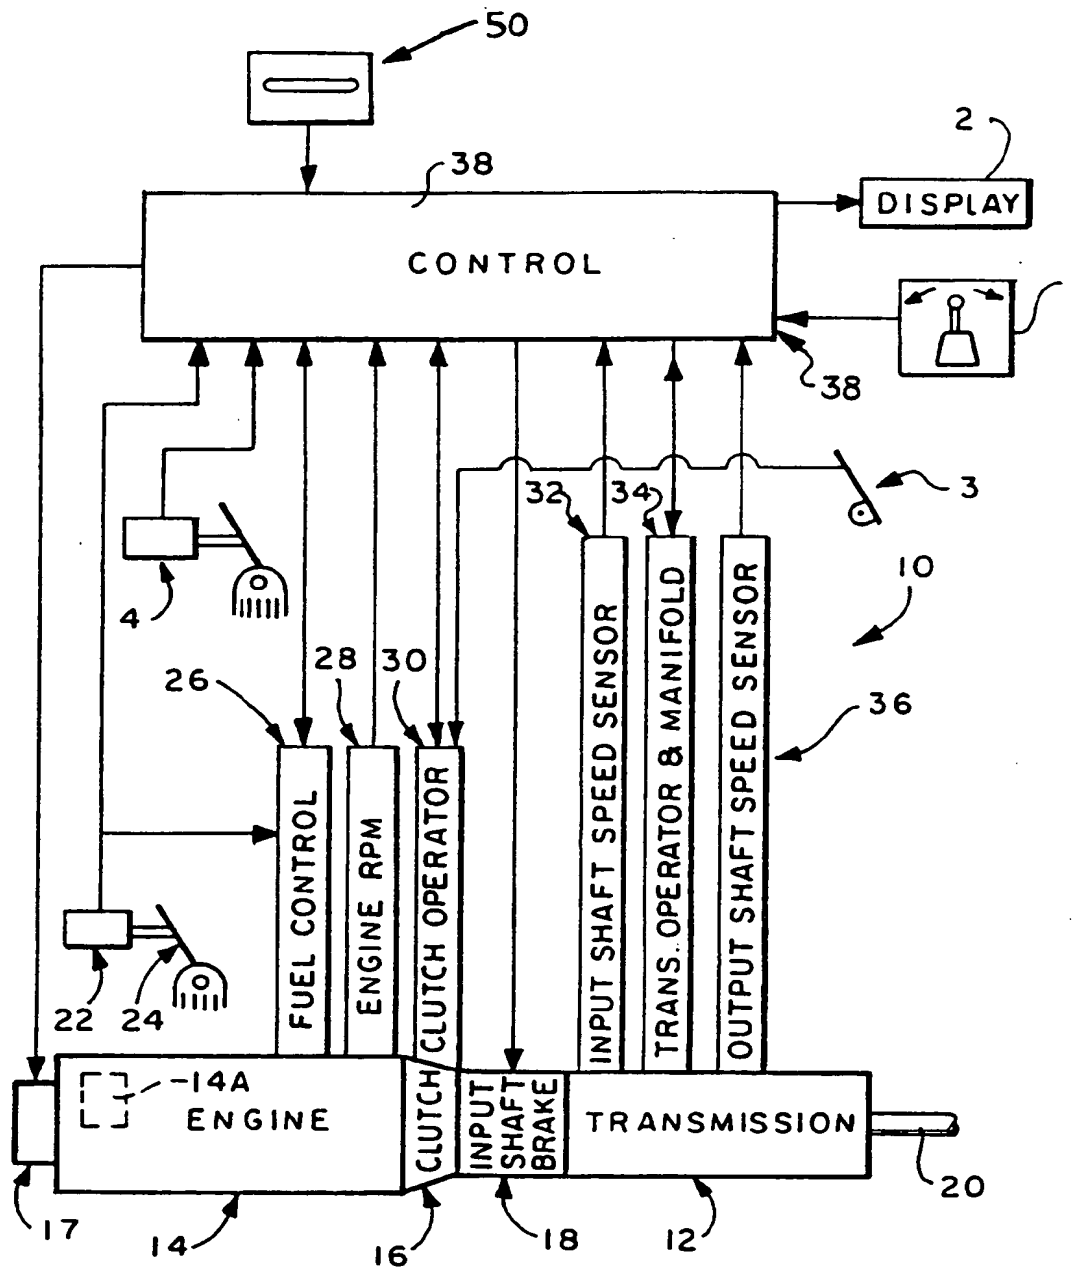 50
38
2
DISPLAY
CONTROL
38
3
32
34
10
4
28
30
26
36
FUEL CONTROL
ENGINE RPM
CLUTCH OPERATOR
INPUT SHAFT SPEED SENSOR
TRANS. OPERATOR & MANIFOLD
OUTPUT SHAFT SPEED SENSOR
22
24
14A
ENGINE
CLUTCH
INPUT
SHAFT
BRAKE
TRANSMISSION
20
17
14
16
18
12